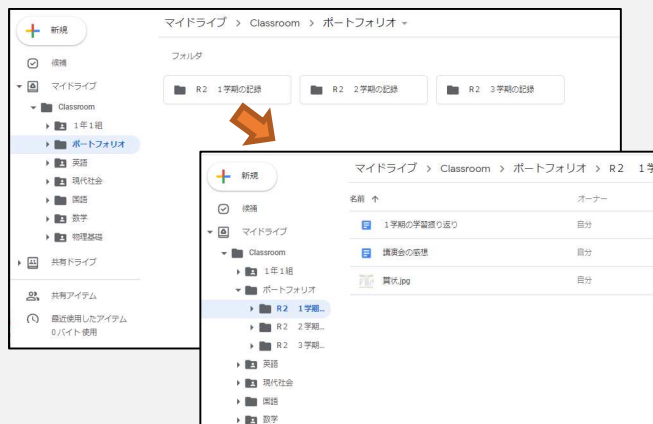 新規
候補
マイドライブ
Classroom
1年1組
ポートフォリオ
英語
現代社会
国語
数学
物理基礎
共有ドライブ
共有アイテム
最近使用したアイテム
0 バイト 使用
マイドライブ > Classroom > ポートフォリオ
フォルダ
R2 1学期の記録
R2 2学期の記録
R2 3学期の記録
新規
候補
マイドライブ
Classroom
1年1組
ポートフォリオ
R2 1学期...
R2 2学期...
R2 3学期...
英語
現代社会
国語
数学
マイドライブ > Classroom > ポートフォリオ > R2 1学
名前 ↑ オーナー
1学期の学習振り返り 自分
講演会の感想 自分
賞状.jpg 自分